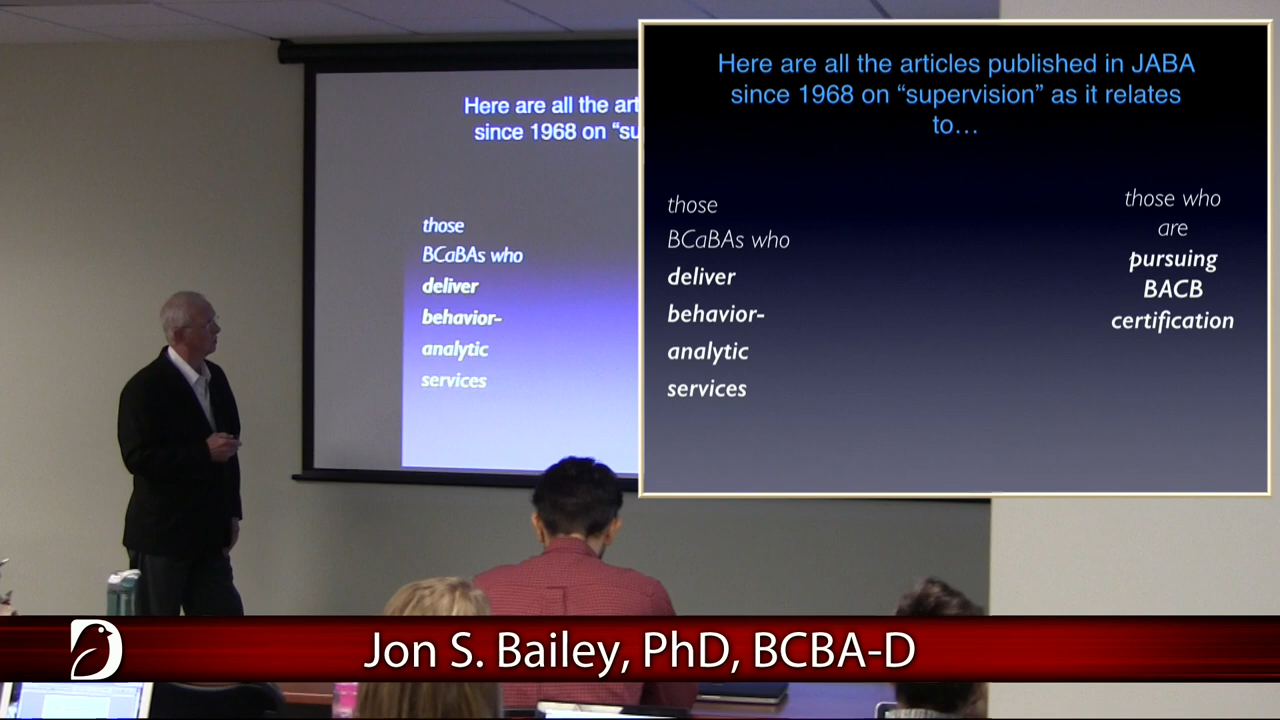 Here are all the art
since 1968 on “su
those
BCaBAs who
deliver
behavior-
analytic
services
Here are all the articles published in JABA
since 1968 on “supervision” as it relates
to…
those
BCaBAs who
deliver
behavior-
analytic
services
those who
are
pursuing
BACB
certification
Jon S. Bailey, PhD, BCBA-D